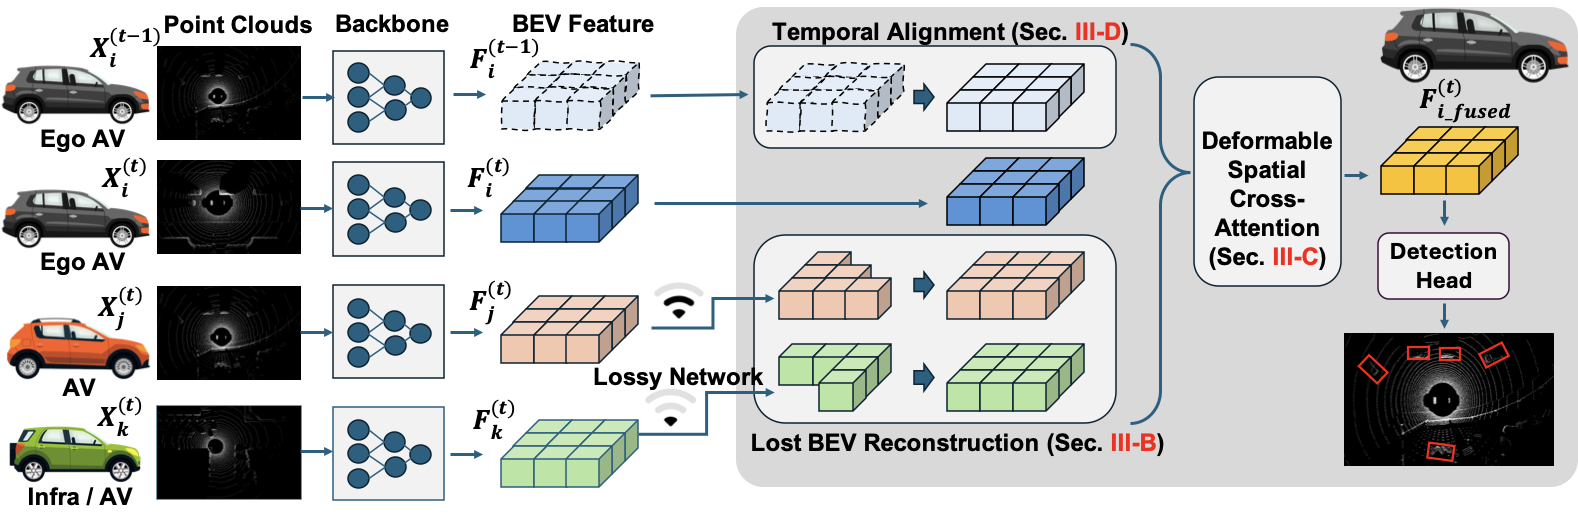 Point Clouds
Backbone
BEV Feature
X_i^{(t−1)}
Ego AV
F_i^{(t−1)}
X_i^{(t)}
Ego AV
F_i^{(t)}
X_j^{(t)}
AV
F_j^{(t)}
X_k^{(t)}
Infra / AV
F_k^{(t)}
Lossy Network
Temporal Alignment (Sec. III-D)
Lost BEV Reconstruction (Sec. III-B)
Deformable
Spatial
Cross-
Attention
(Sec. III-C)
F_{i_fused}^{(t)}
Detection
Head